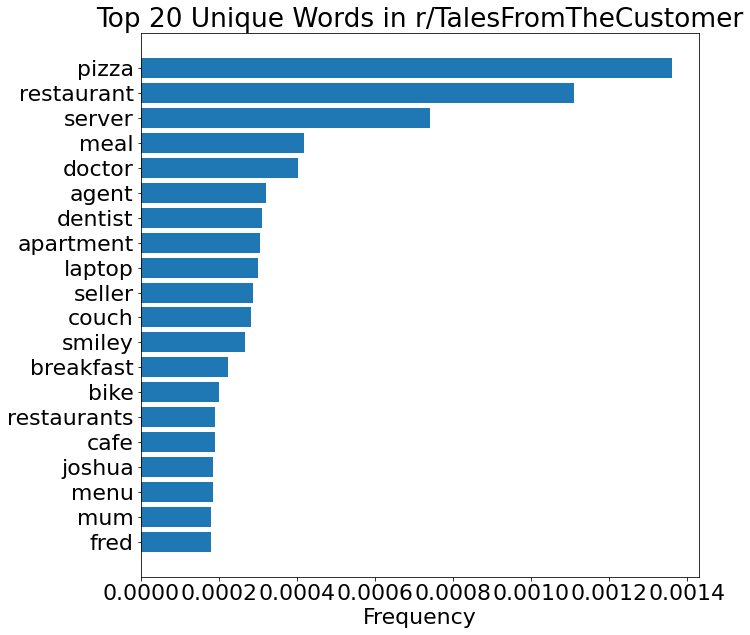 Top 20 Unique Words in r/TalesFromTheCustomer
pizza
restaurant
server
meal
doctor
agent
dentist
apartment
laptop
seller
couch
smiley
breakfast
bike
restaurants
cafe
joshua
menu
mum
fred
0.0000 0.0002 0.0004 0.0006 0.0008 0.0010 0.0012 0.0014
Frequency